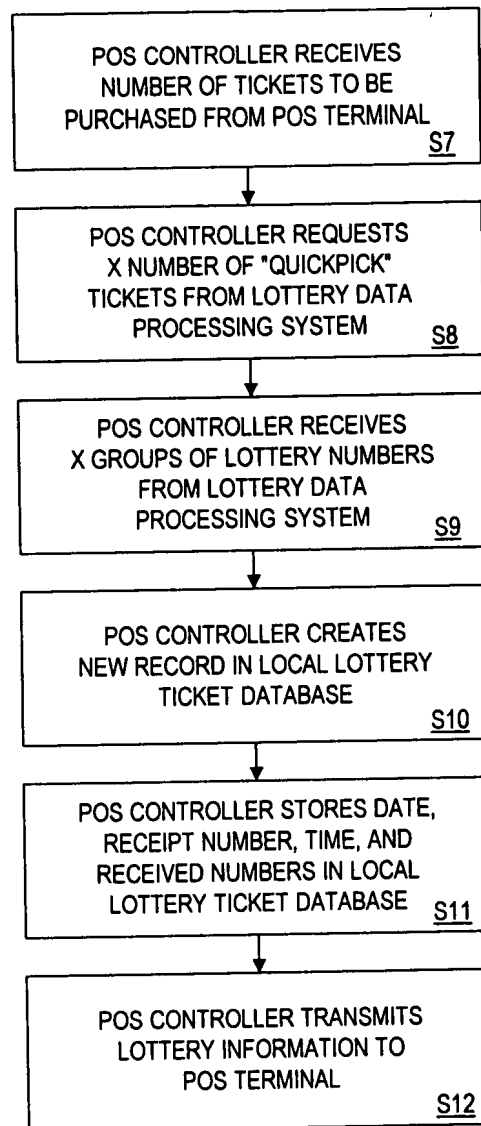 POS CONTROLLER RECEIVES
NUMBER OF TICKETS TO BE
PURCHASED FROM POS TERMINAL
S7
POS CONTROLLER REQUESTS
X NUMBER OF "QUICKPICK"
TICKETS FROM LOTTERY DATA
PROCESSING SYSTEM
S8
POS CONTROLLER RECEIVES
X GROUPS OF LOTTERY NUMBERS
FROM LOTTERY DATA
PROCESSING SYSTEM
S9
POS CONTROLLER CREATES
NEW RECORD IN LOCAL LOTTERY
TICKET DATABASE
S10
POS CONTROLLER STORES DATE,
RECEIPT NUMBER, TIME, AND
RECEIVED NUMBERS IN LOCAL
LOTTERY TICKET DATABASE
S11
POS CONTROLLER TRANSMITS
LOTTERY INFORMATION TO
POS TERMINAL
S12